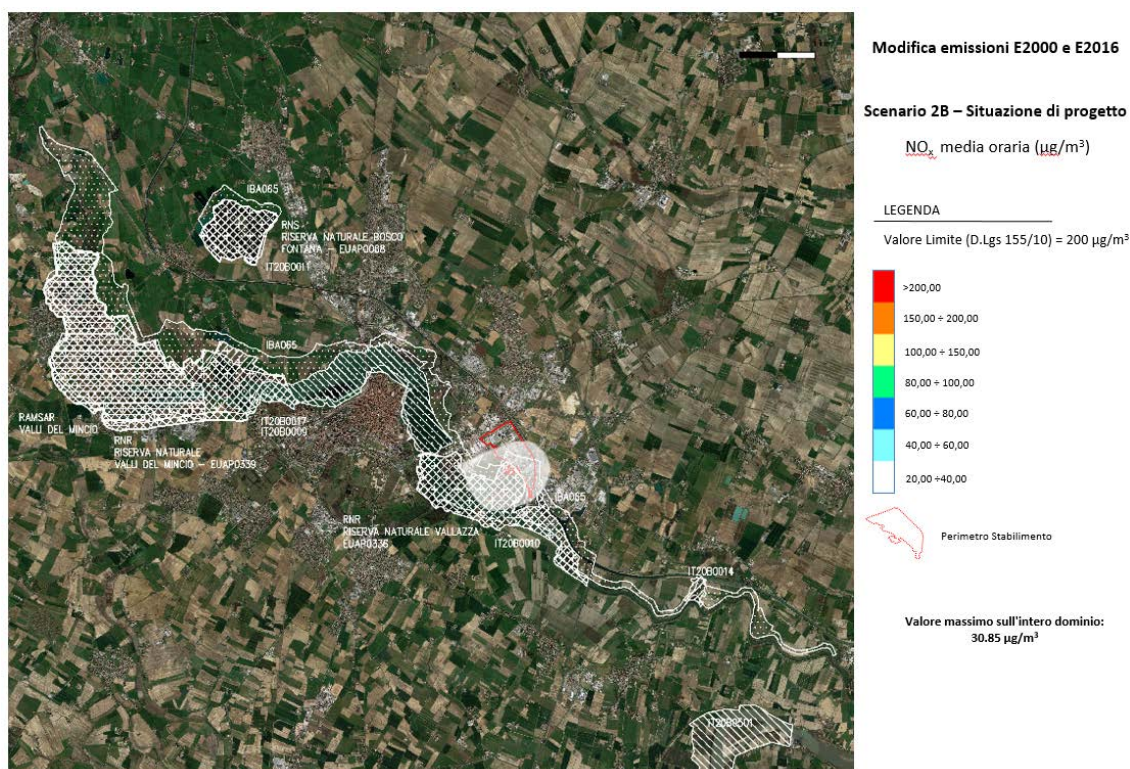 Modifica emissioni E2000 e E2016
Scenario 2B – Situazione di progetto
NOx media oraria (µg/m³)
LEGENDA
Valore Limite (D.Lgs 155/10) = 200 µg/m³
>200,00
150,00 ÷ 200,00
100,00 ÷ 150,00
80,00 ÷ 100,00
60,00 ÷ 80,00
40,00 ÷ 60,00
20,00 ÷40,00
Perimetro Stabilimento
Valore massimo sull'intero dominio:
30.85 µg/m³
IBA065
RNS
RISERVA NATURALE BOSCO
FONTANA – EUAP0068
IT20B0011
IBA065
RAMSAR
VALLI DEL MINCIO
IT20B0017
IT20B0009
RNR
RISERVA NATURALE
VALLI DEL MINCIO – EUAP0339
IBA065
RNR
RISERVA NATURALE VALLAZZA
EUAP0336
IT20B0010
IT20B0014
IT20B0501